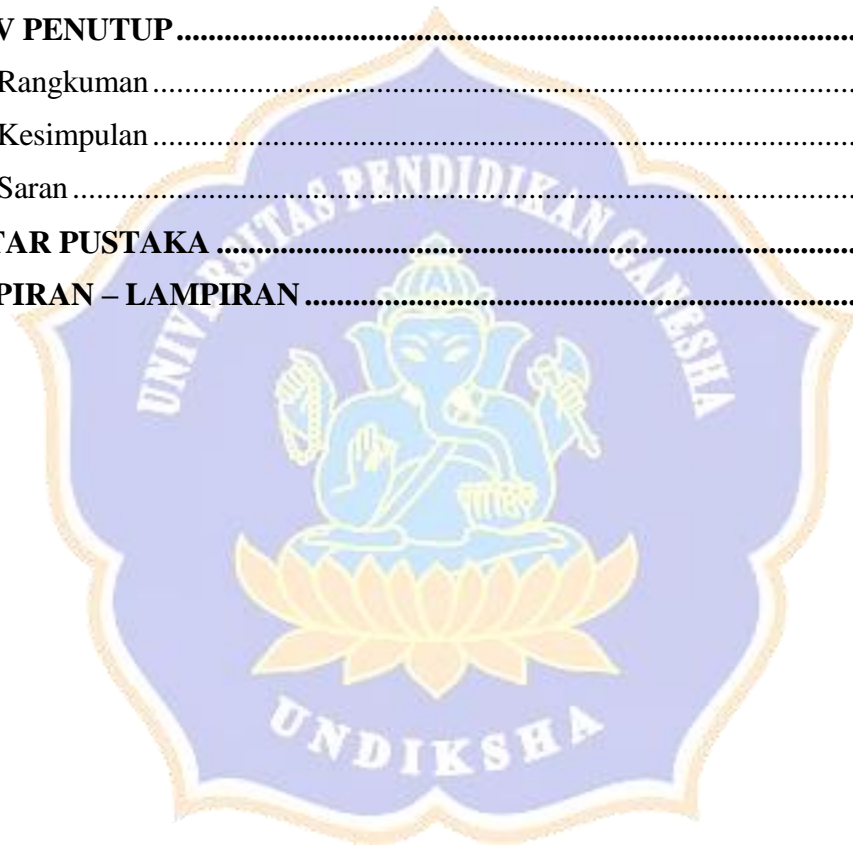 V PENUTUP
Rangkuman
Kesimpulan
Saran
TAR PUSTAKA
PIRAN – LAMPIRAN
UNIVERSITAS PENDIDIKAN GANESHA
UNDIKSHA